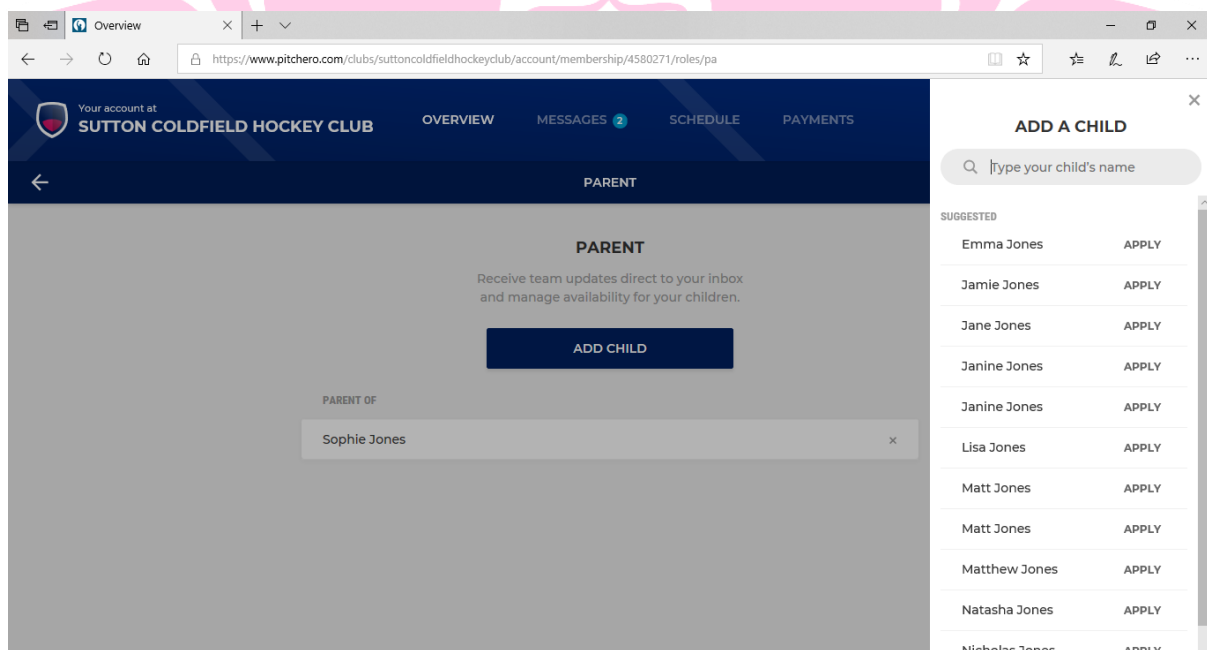 Overview
https://www.pitchero.com/clubs/suttoncoldfieldhockeyclub/account/membership/4580271/roles/pa
Your account at
SUTTON COLDFIELD HOCKEY CLUB
OVERVIEW
MESSAGES 2
SCHEDULE
PAYMENTS
PARENT
PARENT
Receive team updates direct to your inbox
and manage availability for your children.
ADD CHILD
PARENT OF
Sophie Jones
ADD A CHILD
Type your child's name
SUGGESTED
Emma Jones APPLY
Jamie Jones APPLY
Jane Jones APPLY
Janine Jones APPLY
Janine Jones APPLY
Lisa Jones APPLY
Matt Jones APPLY
Matt Jones APPLY
Matthew Jones APPLY
Natasha Jones APPLY
Nicholas Jones APPLY